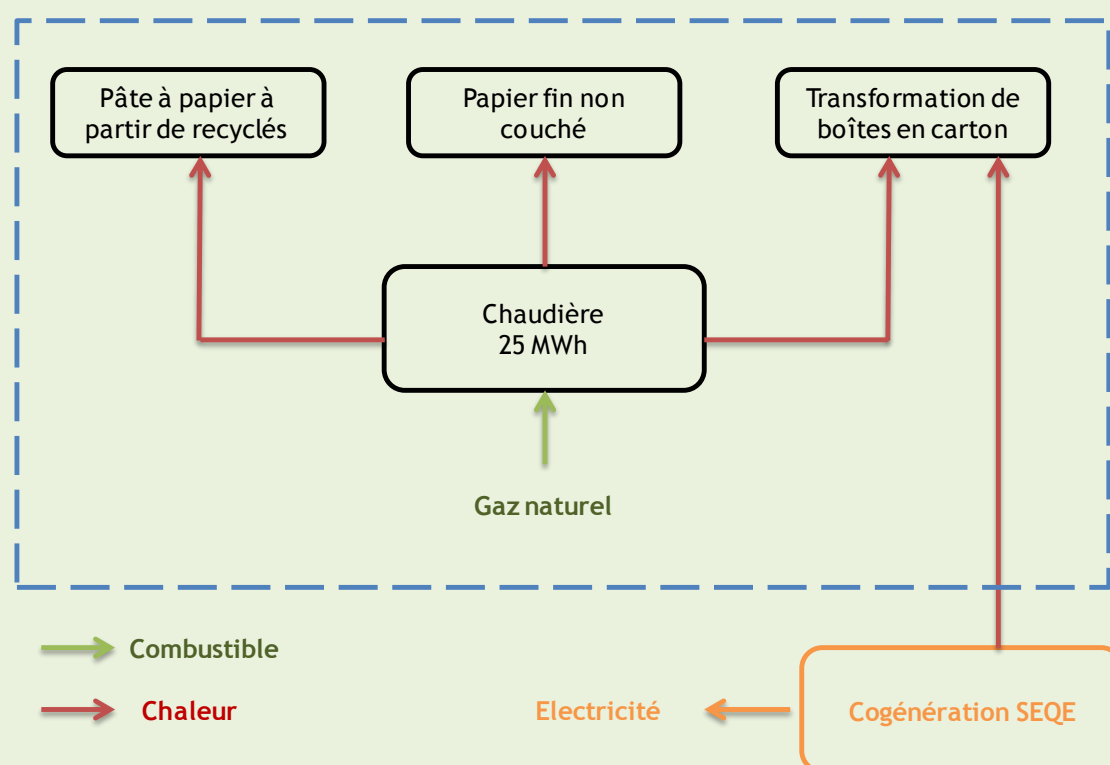 Pâte à papier à
partir de recyclés
Papier fin non
couché
Transformation de
boîtes en carton
Chaudière
25 MWh
Gaz naturel
Combustible
Chaleur
Electricité
Cogénération SEQE